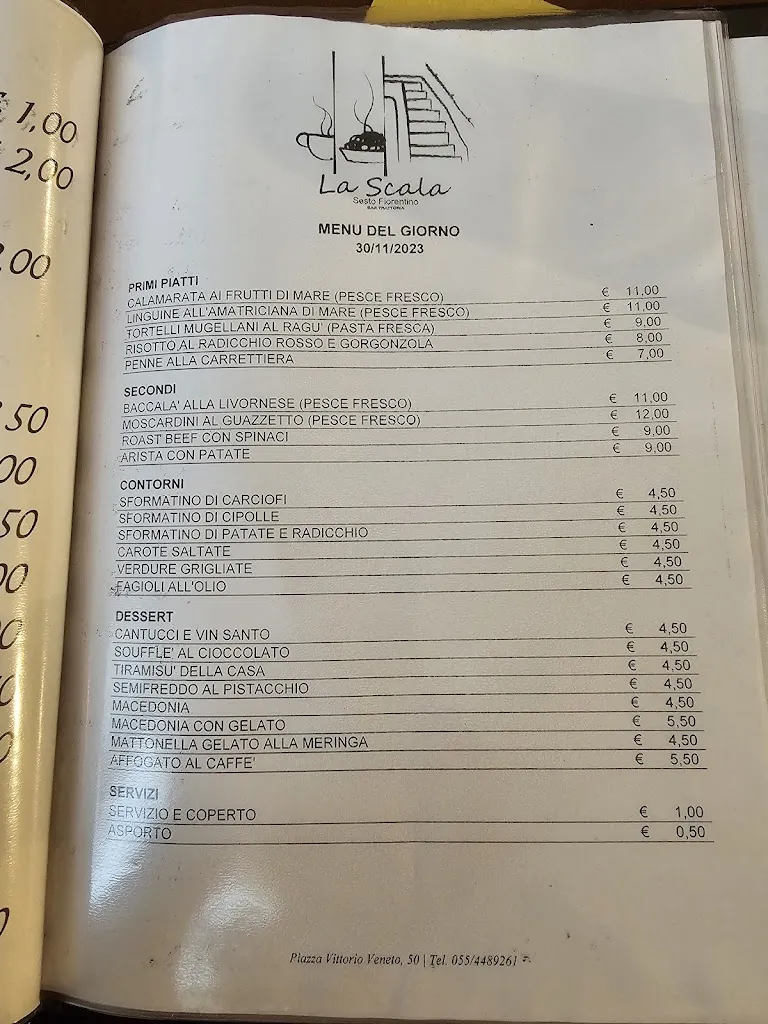 1,00
2,00
00
50
00
50
00
La Scala
Sesto Fiorentino
BAR TRATTORIA
MENU DEL GIORNO
30/11/2023
PRIMI PIATTI
CALAMARATA AI FRUTTI DI MARE (PESCE FRESCO) € 11,00
LINGUINE ALL'AMATRICIANA DI MARE (PESCE FRESCO) € 11,00
TORTELLI MUGELLANI AL RAGU' (PASTA FRESCA) € 9,00
RISOTTO AL RADICCHIO ROSSO E GORGONZOLA € 8,00
PENNE ALLA CARRETTIERA € 7,00
SECONDI
BACCALA' ALLA LIVORNESE (PESCE FRESCO) € 11,00
MOSCARDINI AL GUAZZETTO (PESCE FRESCO) € 12,00
ROAST BEEF CON SPINACI € 9,00
ARISTA CON PATATE € 9,00
CONTORNI
SFORMATINO DI CARCIOFI € 4,50
SFORMATINO DI CIPOLLE € 4,50
SFORMATINO DI PATATE E RADICCHIO € 4,50
CAROTE SALTATE € 4,50
VERDURE GRIGLIATE € 4,50
FAGIOLI ALL'OLIO € 4,50
DESSERT
CANTUCCI E VIN SANTO € 4,50
SOUFFLE' AL CIOCCOLATO € 4,50
TIRAMISU' DELLA CASA € 4,50
SEMIFREDDO AL PISTACCHIO € 4,50
MACEDONIA € 4,50
MACEDONIA CON GELATO € 5,50
MATTONELLA GELATO ALLA MERINGA € 4,50
AFFOGATO AL CAFFE' € 5,50
SERVIZI
SERVIZIO E COPERTO € 1,00
ASPORTO € 0,50
Piazza Vittorio Veneto, 50 | Tel. 055/4489261